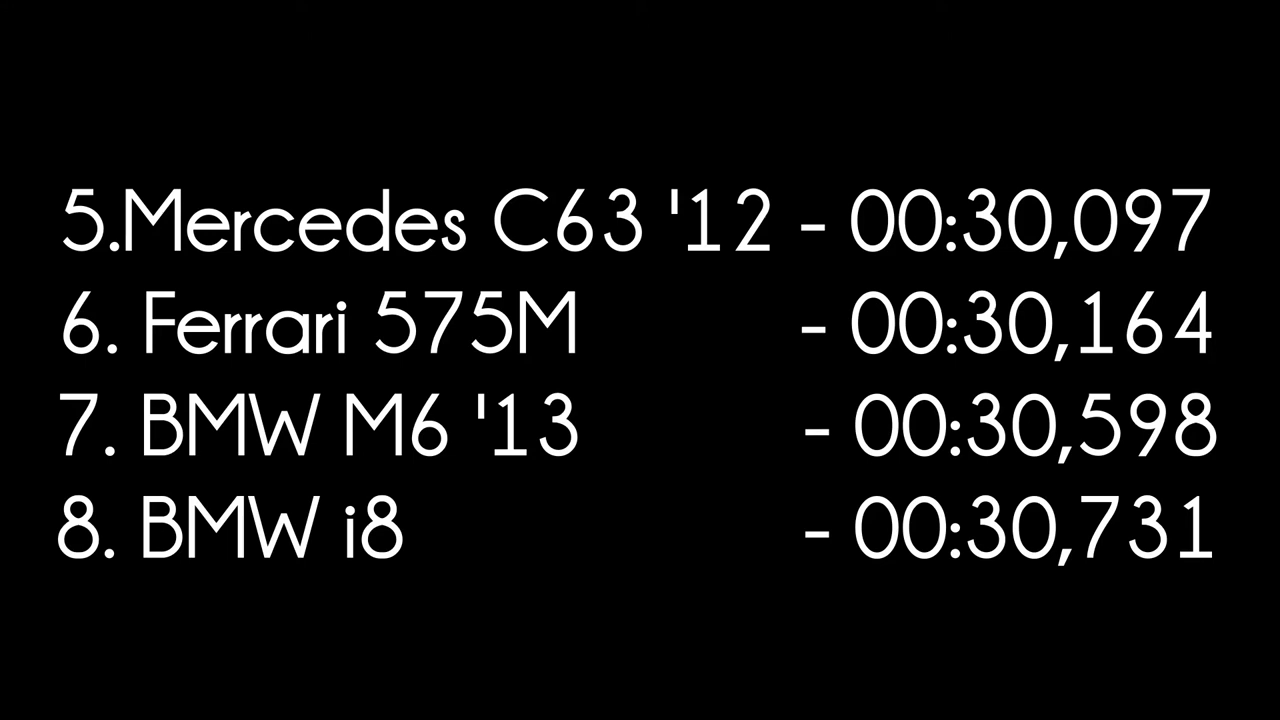 5.Mercedes C63 '12 - 00:30,097
6. Ferrari 575M - 00:30,164
7. BMW M6 '13 - 00:30,598
8. BMW i8 - 00:30,731